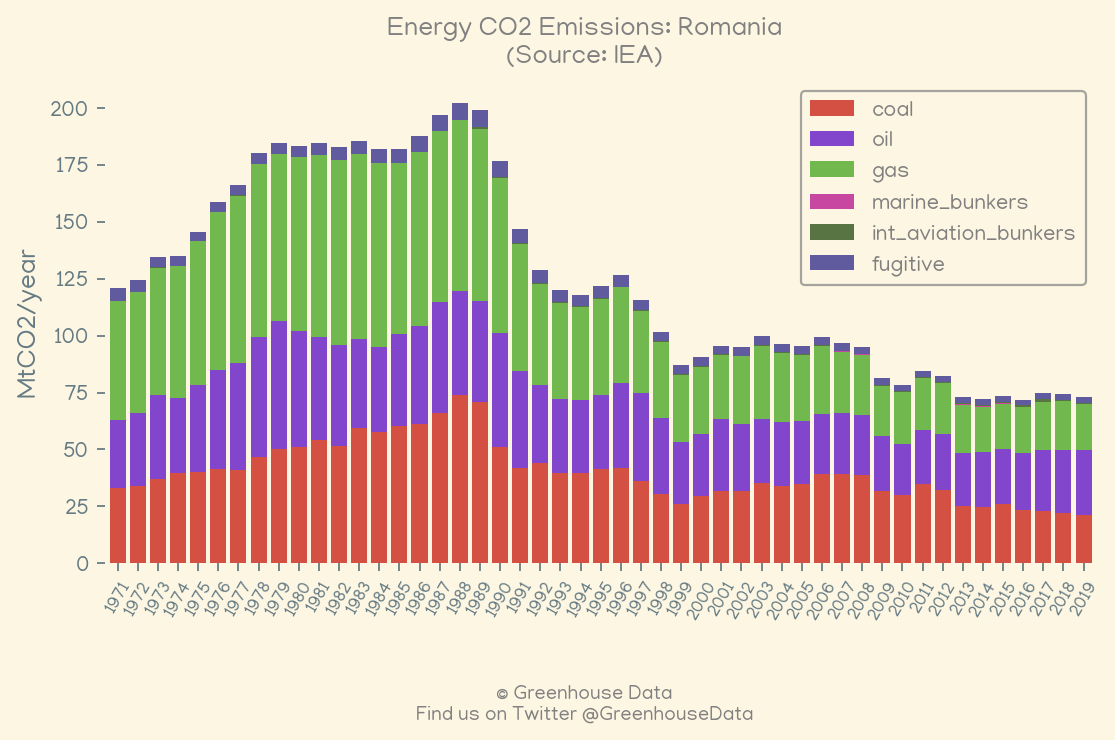 Energy CO2 Emissions: Romania
(Source: IEA)
MtCO2/year
200
175
150
125
100
75
50
25
0
coal
oil
gas
marine_bunkers
int_aviation_bunkers
fugitive
1971 1972 1973 1974 1975 1976 1977 1978 1979 1980 1981 1982 1983 1984 1985 1986 1987 1988 1989 1990 1991 1992 1993 1994 1995 1996 1997 1998 1999 2000 2001 2002 2003 2004 2005 2006 2007 2008 2009 2010 2011 2012 2013 2014 2015 2016 2017 2018 2019
© Greenhouse Data
Find us on Twitter @GreenhouseData